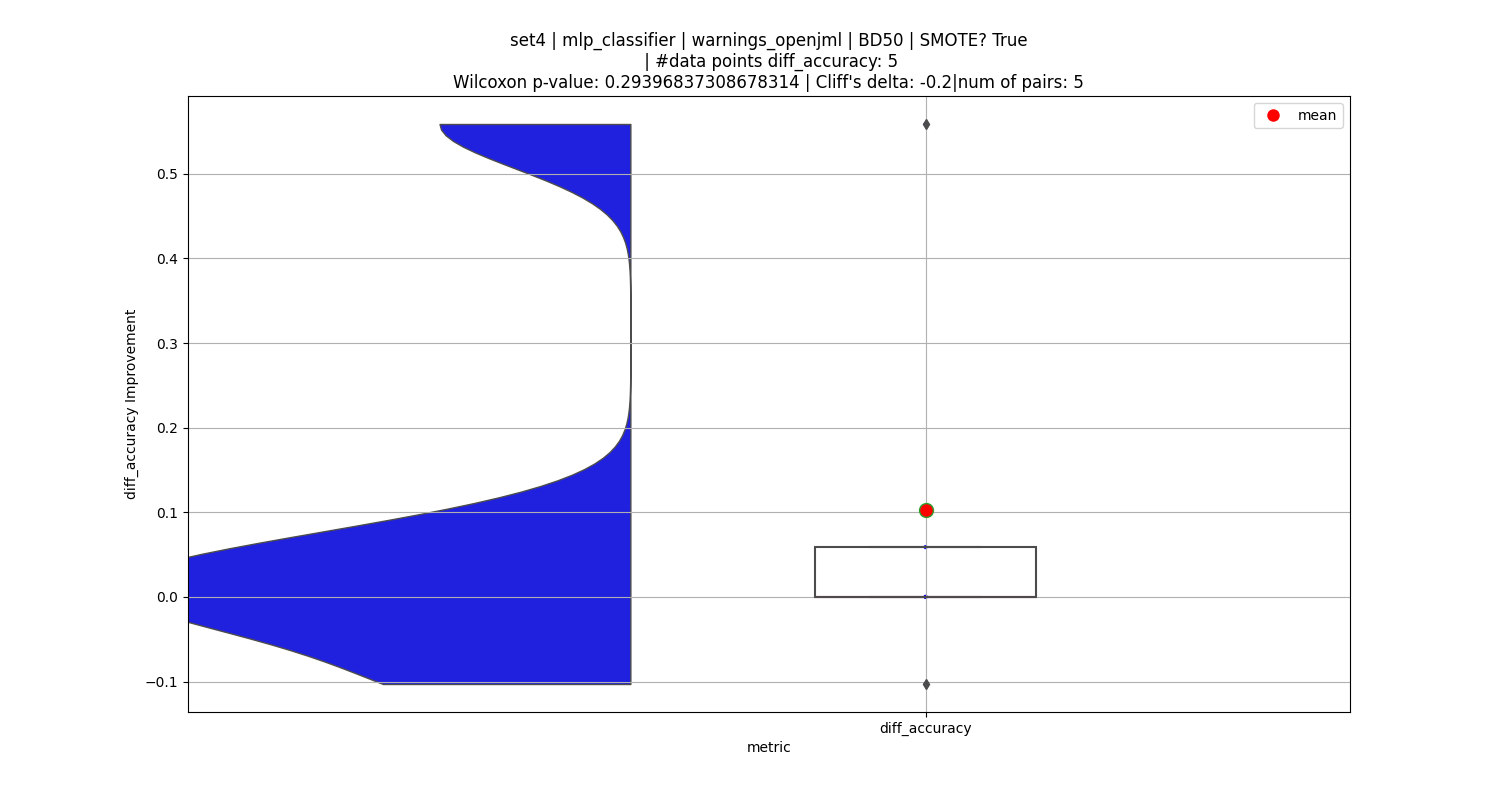 set4 | mlp_classifier | warnings_openjml | BD50 | SMOTE? True
| #data points diff_accuracy: 5
Wilcoxon p-value: 0.29396837308678314 | Cliff's delta: -0.2|num of pairs: 5
mean
0.5
0.4
0.3
0.2
0.1
0.0
−0.1
diff_accuracy Improvement
diff_accuracy
metric